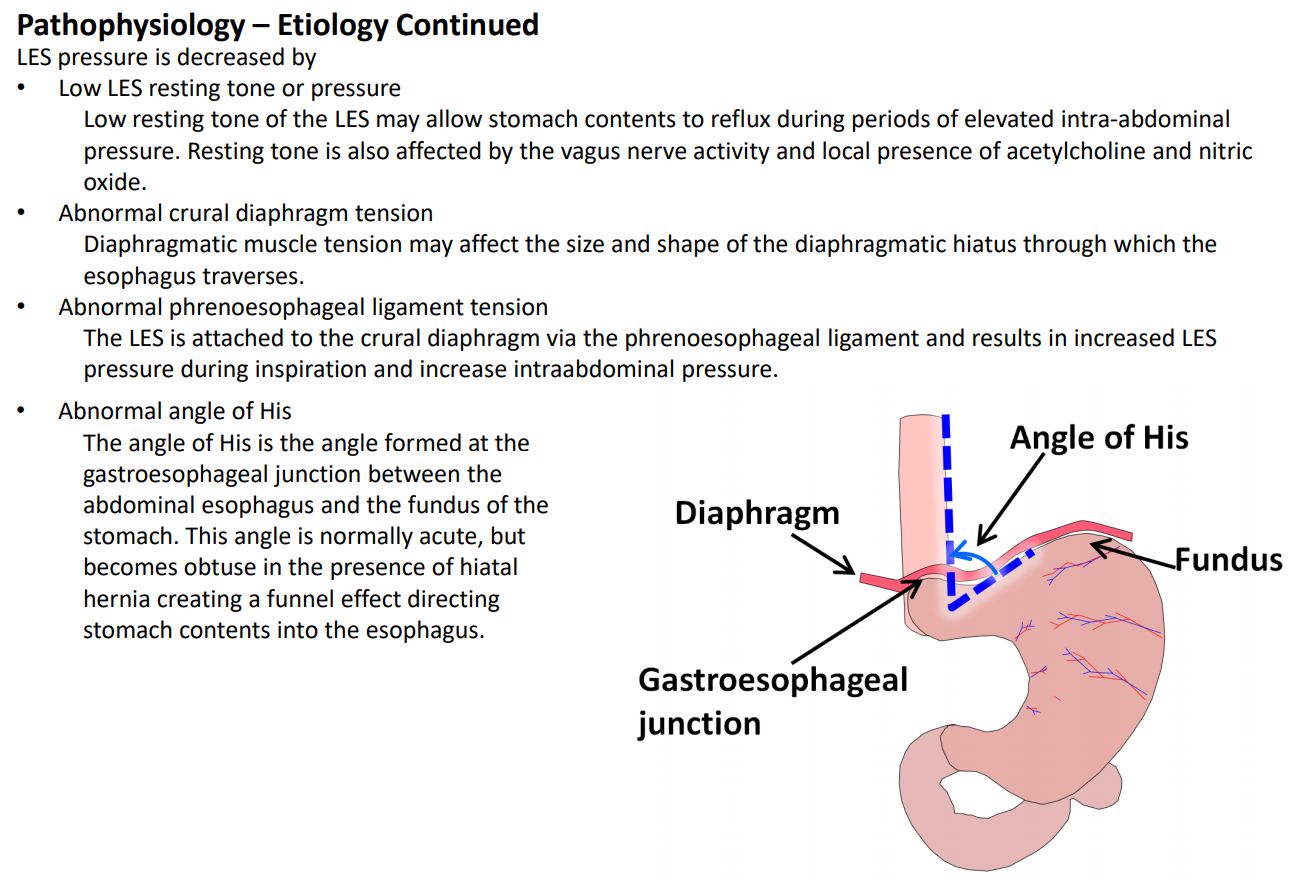 Pathophysiology – Etiology Continued
LES pressure is decreased by
• Low LES resting tone or pressure
Low resting tone of the LES may allow stomach contents to reflux during periods of elevated intra-abdominal
pressure. Resting tone is also affected by the vagus nerve activity and local presence of acetylcholine and nitric
oxide.
• Abnormal crural diaphragm tension
Diaphragmatic muscle tension may affect the size and shape of the diaphragmatic hiatus through which the
esophagus traverses.
• Abnormal phrenoesophageal ligament tension
The LES is attached to the crural diaphragm via the phrenoesophageal ligament and results in increased LES
pressure during inspiration and increase intraabdominal pressure.
• Abnormal angle of His
The angle of His is the angle formed at the
gastroesophageal junction between the
abdominal esophagus and the fundus of the
stomach. This angle is normally acute, but
becomes obtuse in the presence of hiatal
hernia creating a funnel effect directing
stomach contents into the esophagus.
Angle of His
Diaphragm
Fundus
Gastroesophageal
junction